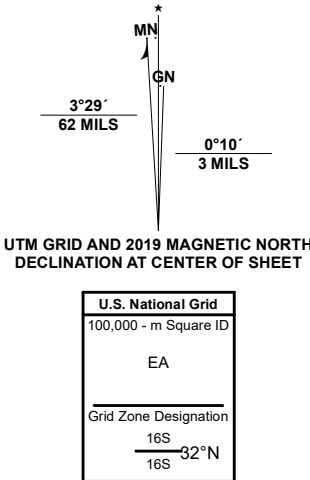 ★
MN
GN
3°29´
62 MILS
0°10´
3 MILS
UTM GRID AND 2019 MAGNETIC NORTH
DECLINATION AT CENTER OF SHEET
U.S. National Grid
100,000 - m Square ID
EA
Grid Zone Designation
16S
32°N
16S